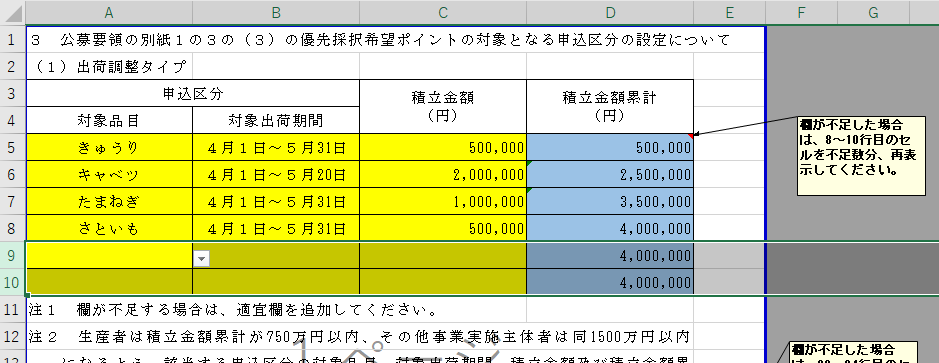 A B C D E F G
1 ３　公募要領の別紙１の３の（３）の優先採択希望ポイントの対象となる申込区分の設定について
2 （１）出荷調整タイプ
3 申込区分 積立金額（円） 積立金額累計（円）
4 対象品目 対象出荷期間
5 きゅうり ４月１日～５月31日 500,000 500,000
6 キャベツ ４月１日～５月20日 2,000,000 2,500,000
7 たまねぎ ４月１日～５月31日 1,000,000 3,500,000
8 さといも ４月１日～５月31日 500,000 4,000,000
9 4,000,000
10 4,000,000
欄が不足した場合
は、8～10行目のセ
ルを不足数分、再表
示してください。
11 注１　欄が不足する場合は、適宜欄を追加してください。
12 注２　生産者は積立金額累計が750万円以内、その他事業実施主体者は同1500万円以内
欄が不足した場合